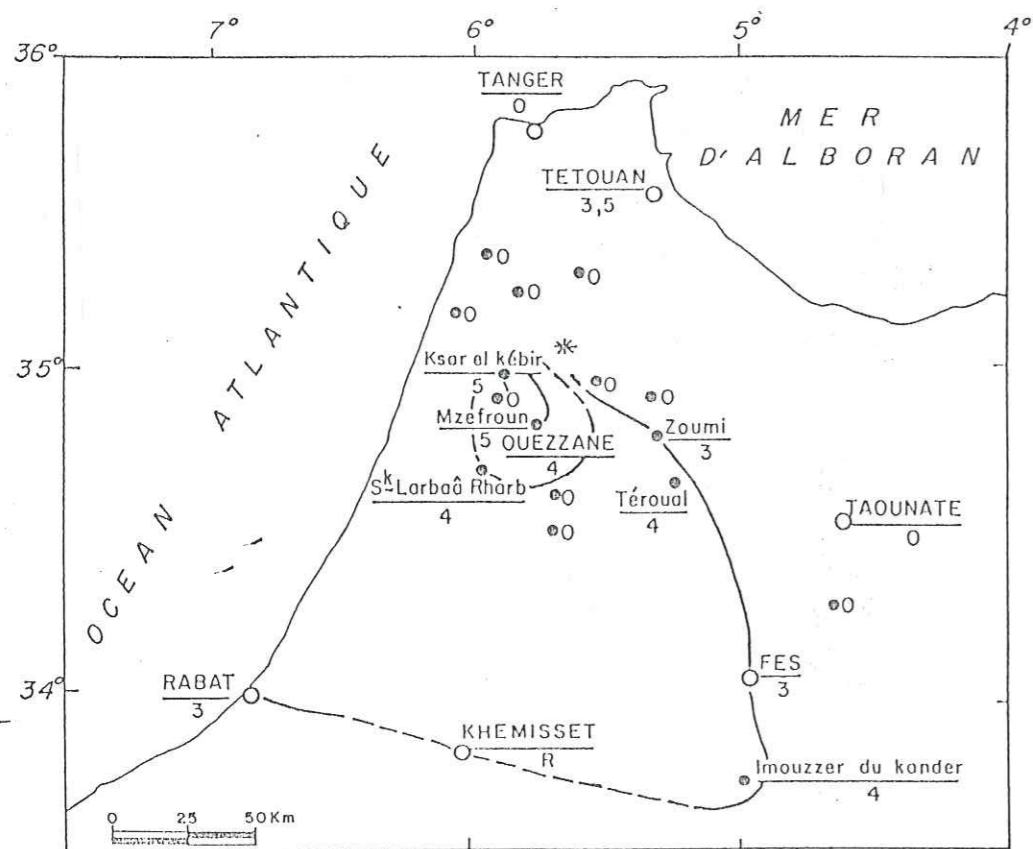 7° 6° 5° 4°
36°
TANGER
0
MER
D'ALBORAN
TETOUAN
3,5
OCEAN ATLANTIQUE
0
0
0
0
35°
Ksar el kébir
5
0
0
0
Mzefroun
5
OUEZZANE
4
Zoumi
3
Sk Larbaô Rharb
4
0
0
Téroual
4
TAOUNATE
0
0
34°
RABAT
3
FES
3
KHEMISSET
R
Imouzzer du kander
4
0 25 50 Km